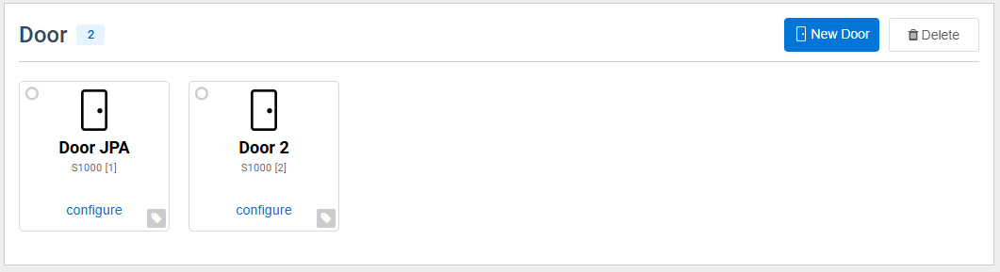 Door 2
New Door
Delete
Door JPA
S1000 [1]
configure
Door 2
S1000 [2]
configure